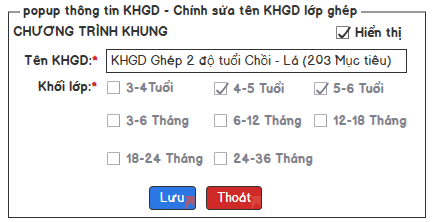 popup thông tin KHGD - Chính sửa tên KHGD lớp ghép
CHƯƠNG TRÌNH KHUNG Hiển thị
Tên KHGD:* KHGD Ghép 2 độ tuổi Chồi - Lá (203 Mục tiêu)
Khối lớp:* 3-4Tuổi 4-5 Tuổi 5-6 Tuổi
3-6 Tháng 6-12 Tháng 12-18 Tháng
18-24 Tháng 24-36 Tháng
Lưu Thoát